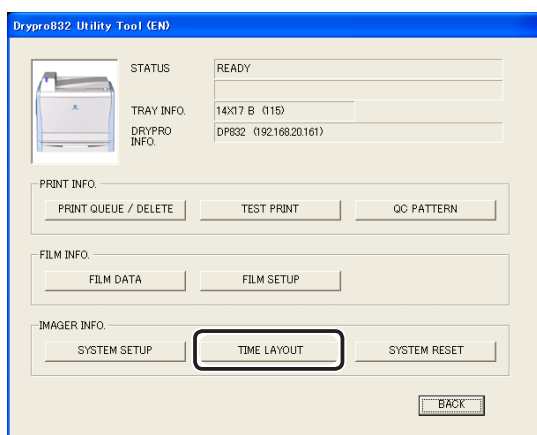 Drypro832 Utility Tool (EN)
STATUS READY
TRAY INFO. 14X17 B (115)
DRYPRO INFO. DP832 (192.168.20.161)
PRINT INFO.
PRINT QUEUE / DELETE TEST PRINT QC PATTERN
FILM INFO.
FILM DATA FILM SETUP
IMAGER INFO.
SYSTEM SETUP TIME LAYOUT SYSTEM RESET
BACK